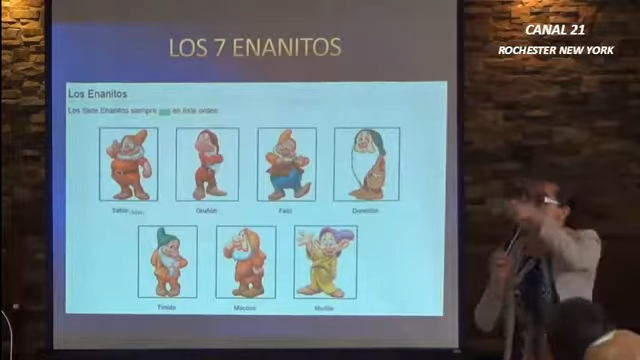 CANAL 21
ROCHESTER NEW YORK
LOS 7 ENANITOS
Los Enanitos
Los Siete Enanitos siempre en este orden
Sabio Gruñón Feliz Dormilón
Tímido Mocoso Mudito